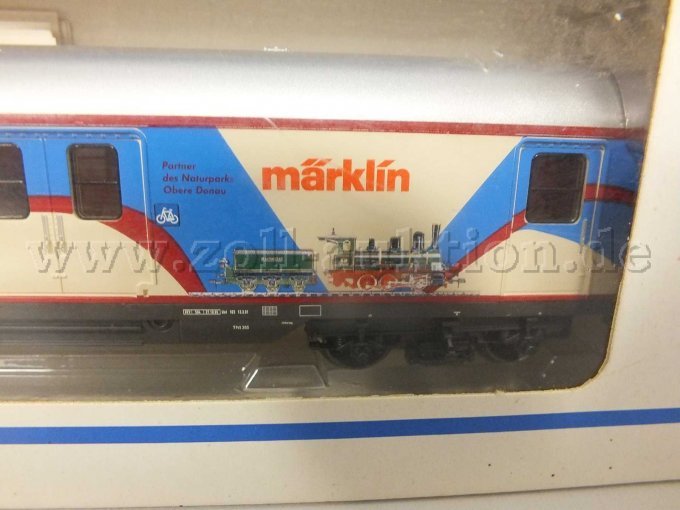 märklin
Partner
des Naturparks
Obere Donau
www.zoll-auktion.de